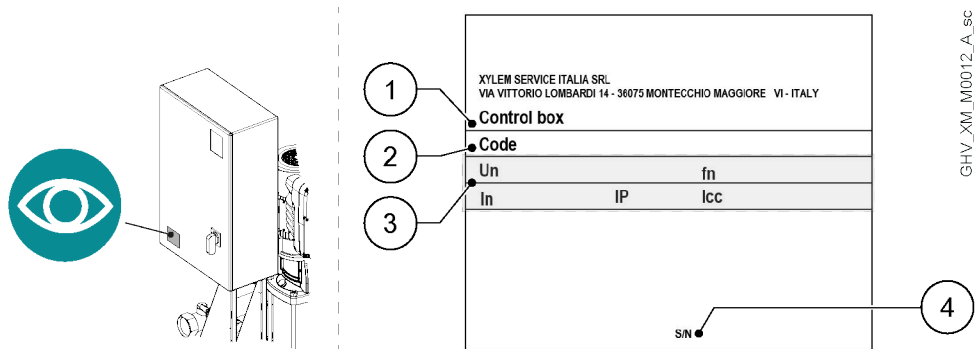 XYLEM SERVICE ITALIA SRL
VIA VITTORIO LOMBARDI 14 - 36075 MONTECCHIO MAGGIORE VI - ITALY
1
Control box
2
Code
3
Un fn
In IP Icc
4
S/N
GHV_XM_M0012_A_sc